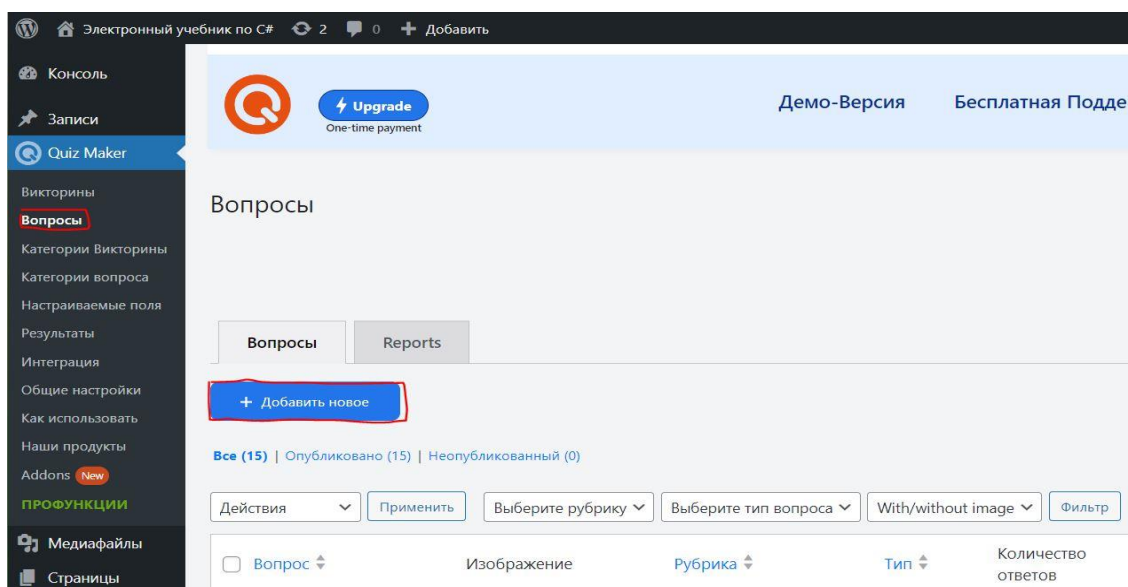 Электронный учебник по C# 2 0 + Добавить
Консоль
Записи
Quiz Maker
Викторины
Вопросы
Категории Викторины
Категории вопроса
Настраиваемые поля
Результаты
Интеграция
Общие настройки
Как использовать
Наши продукты
Addons New
ПРОФУНКЦИИ
Медиафайлы
Страницы
Upgrade
One-time payment
Демо-Версия Бесплатная Подде
Вопросы
Вопросы Reports
+ Добавить новое
Все (15) | Опубликовано (15) | Неопубликованный (0)
Действия Применить Выберите рубрику Выберите тип вопроса With/without image Фильтр
Вопрос Изображение Рубрика Тип Количество
ответов